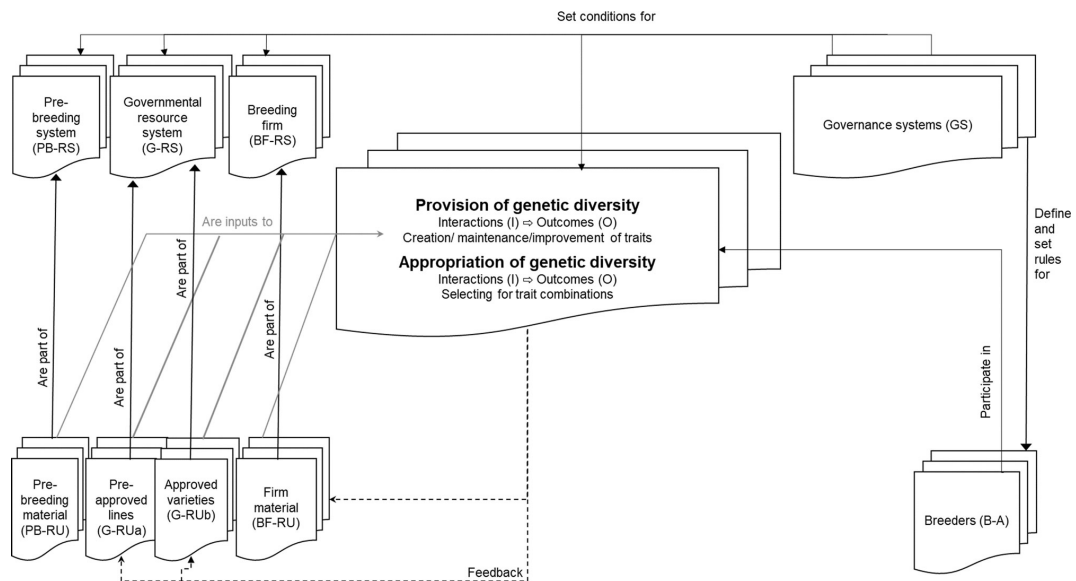 Set conditions for
Pre-
breeding
system
(PB-RS)
Governmental
resource
system
(G-RS)
Breeding
firm
(BF-RS)
Governance systems (GS)
Provision of genetic diversity
Interactions (I) ⇨ Outcomes (O)
Creation/ maintenance/improvement of traits
Appropriation of genetic diversity
Interactions (I) ⇨ Outcomes (O)
Selecting for trait combinations
Are inputs to
Define
and
set
rules
for
Are part of
Are part of
Are part of
Are part of
Participate in
Pre-
breeding
material
(PB-RU)
Pre-
approved
lines
(G-RUa)
Approved
varieties
(G-RUb)
Firm
material
(BF-RU)
Breeders (B-A)
Feedback